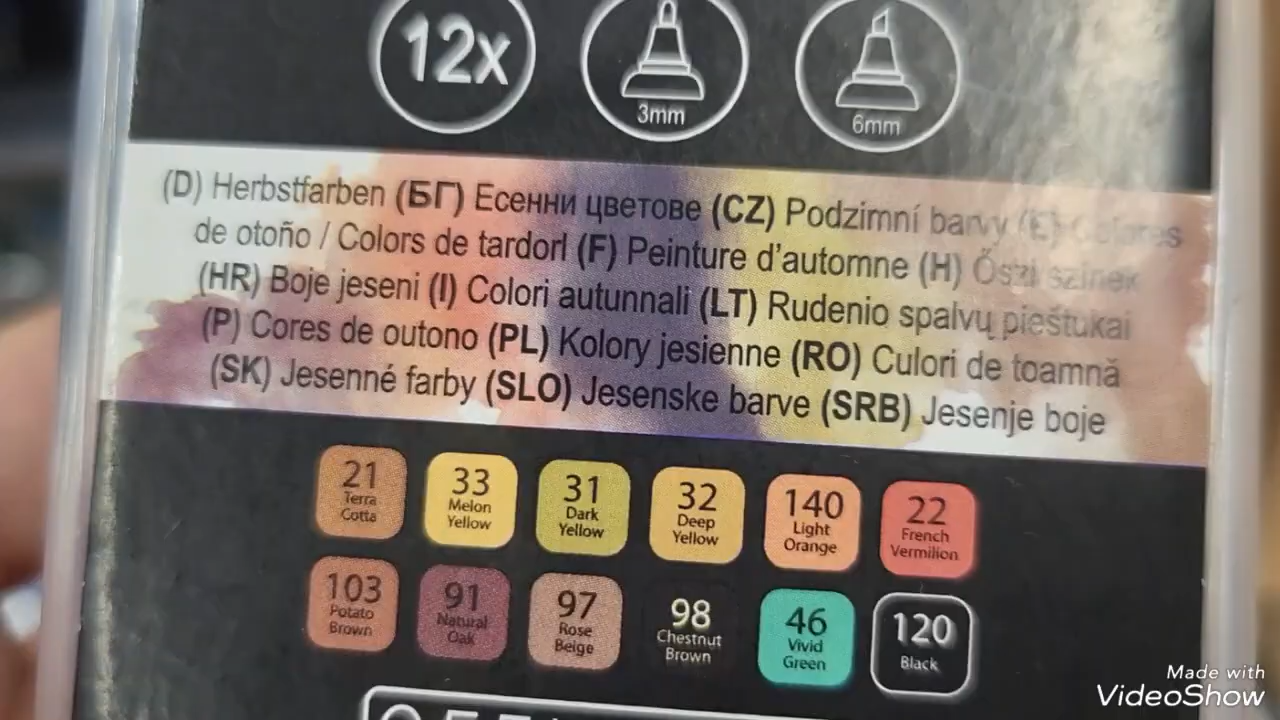 12x
3mm
6mm
(D) Herbstfarben (БГ) Есенни цветове (CZ) Podzimní barvy (E) Colores
de otoño / Colors de tardorl (F) Peinture d'automne (H) Őszi színek
(HR) Boje jeseni (I) Colori autunnali (LT) Rudenio spalvų pieštukai
(P) Cores de outono (PL) Kolory jesienne (RO) Culori de toamnă
(SK) Jesenné farby (SLO) Jesenske barve (SRB) Jesenje boje
21
Terra
Cotta
33
Melon
Yellow
31
Dark
Yellow
32
Deep
Yellow
140
Light
Orange
22
French
Vermilion
103
Potato
Brown
91
Natural
Oak
97
Rose
Beige
98
Chestnut
Brown
46
Vivid
Green
120
Black
Made with
VideoShow